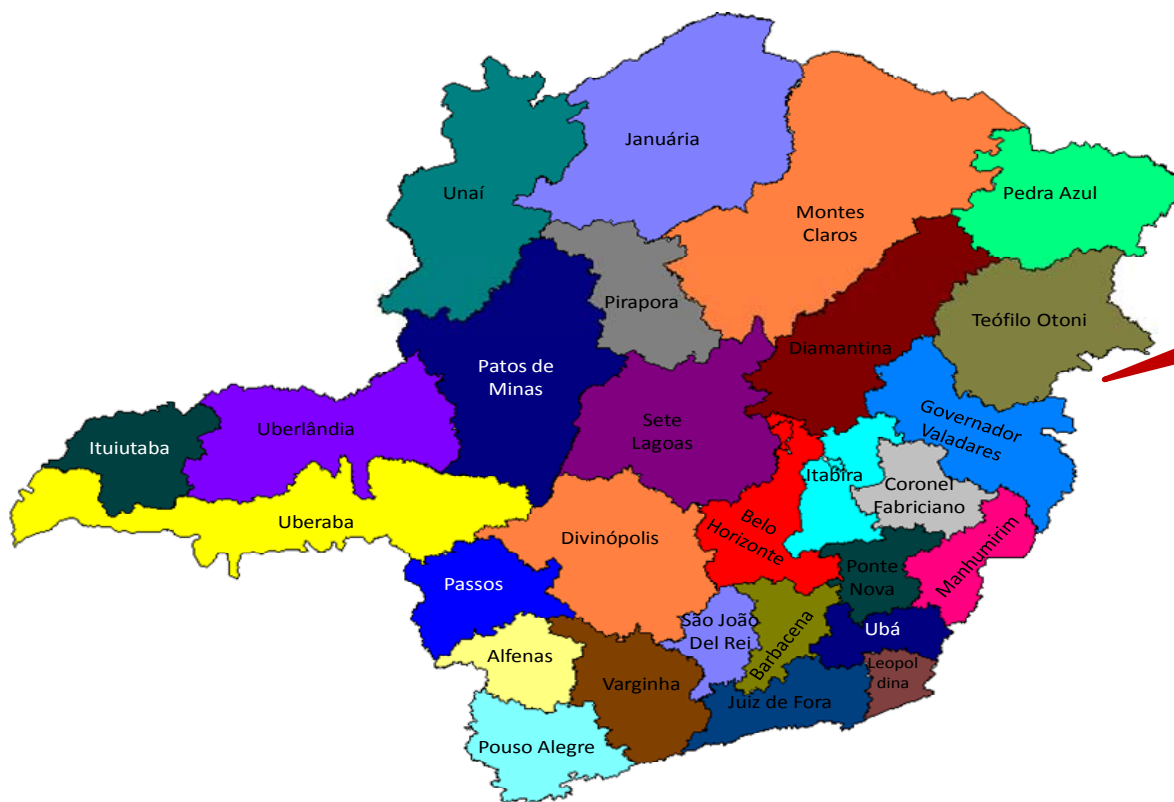 Januária
Unaí
Pedra Azul
Montes
Claros
Pirapora
Teófilo Otoni
Diamantina
Patos de
Minas
Governador
Valadares
Uberlândia
Sete
Lagoas
Ituiutaba
Itabira
Coronel
Fabriciano
Uberaba
Belo
Horizonte
Divinópolis
Manhumirim
Ponte
Nova
Passos
São João
Del Rei
Barbacena
Ubá
Alfenas
Leopol
dina
Varginha
Juiz de Fora
Pouso Alegre